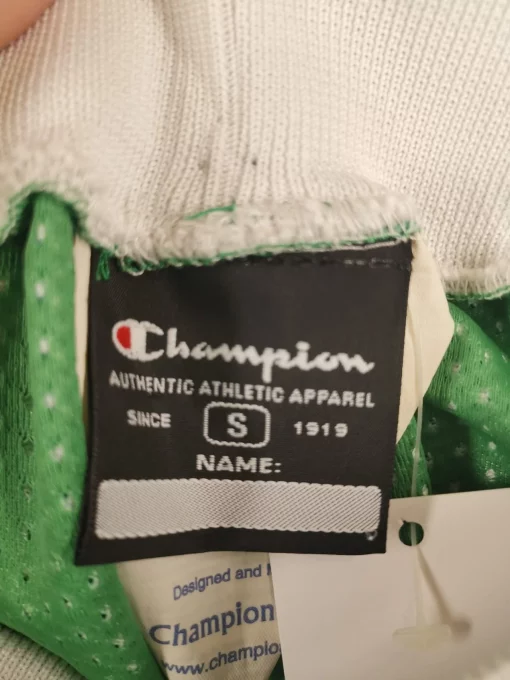 Champion
AUTHENTIC ATHLETIC APPAREL
SINCE S 1919
NAME:
Designed and
Champion
www.champio